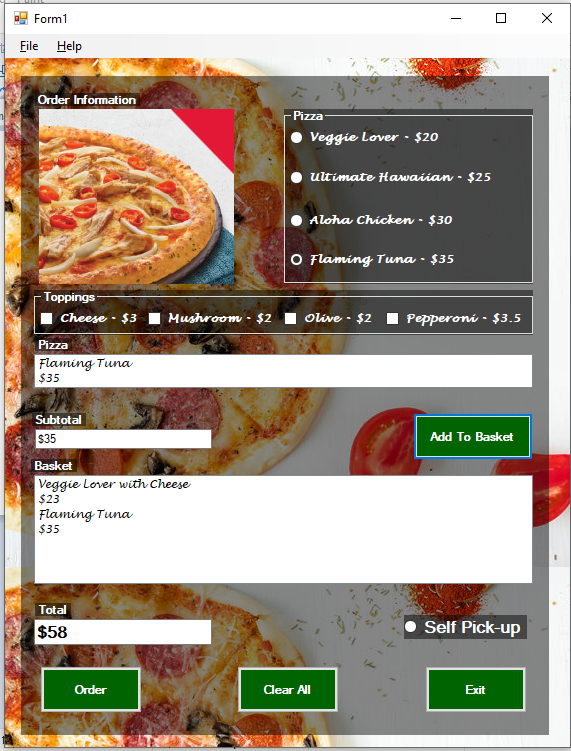 Form1
File Help
Order Information
Pizza
Veggie Lover - $20
Ultimate Hawaiian - $25
Aloha Chicken - $30
Flaming Tuna - $35
Toppings
Cheese - $3 Mushroom - $2 Olive - $2 Pepperoni - $3.5
Pizza
Flaming Tuna
$35
Subtotal
$35
Add To Basket
Basket
Veggie Lover with Cheese
$23
Flaming Tuna
$35
Total
$58
Self Pick-up
Order Clear All Exit